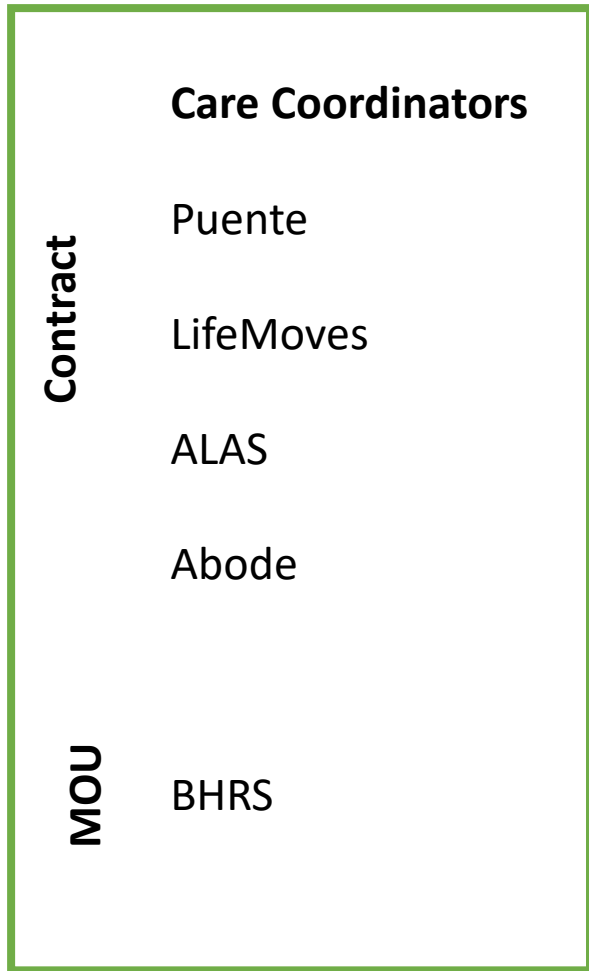 Care Coordinators
Contract
Puente
LifeMoves
ALAS
Abode
MOU
BHRS